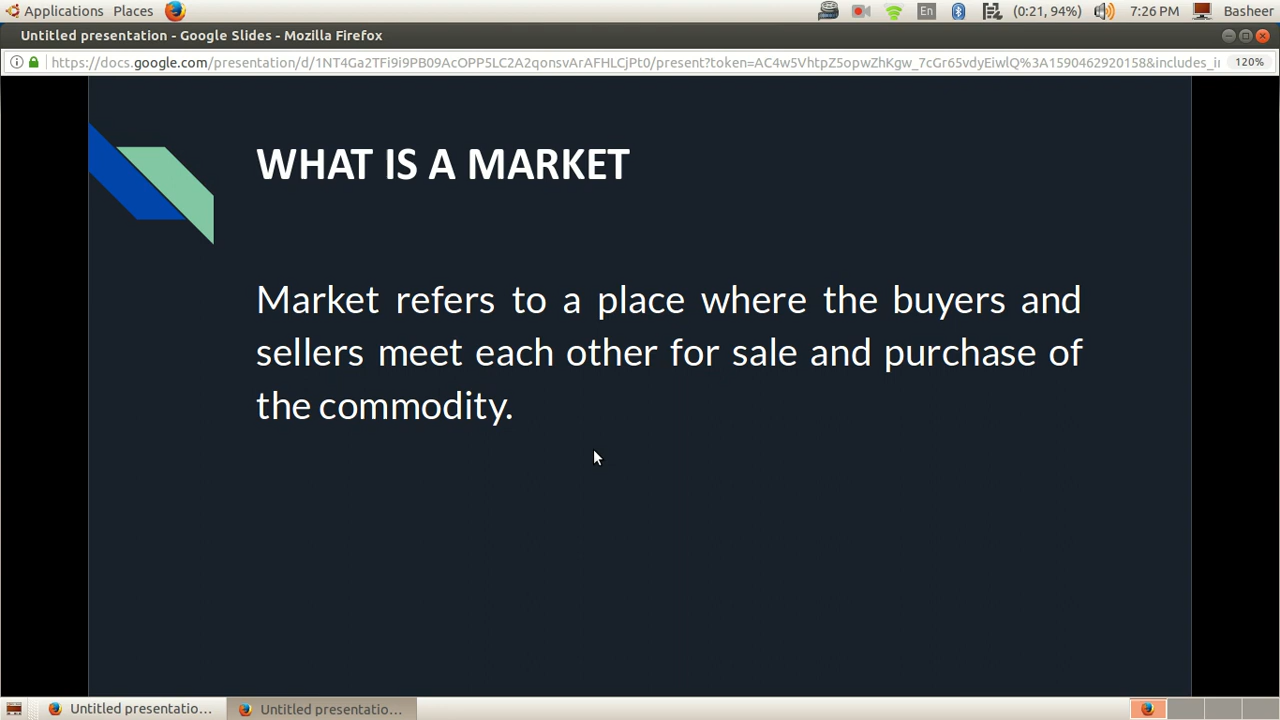 Applications Places En (0:21, 94%) 7:26 PM Basheer
Untitled presentation - Google Slides - Mozilla Firefox
https://docs.google.com/presentation/d/1NT4Ga2TFi9i9PB09AcOPP5LC2A2qonsvArAFHLCjPt0/present?token=AC4w5VhtpZ5opwZhKgw_7cGr65vdyEiwlQ%3A1590462920158&includes_i 120%
WHAT IS A MARKET
Market refers to a place where the buyers and
sellers meet each other for sale and purchase of
the commodity.
Untitled presentatio... Untitled presentatio...